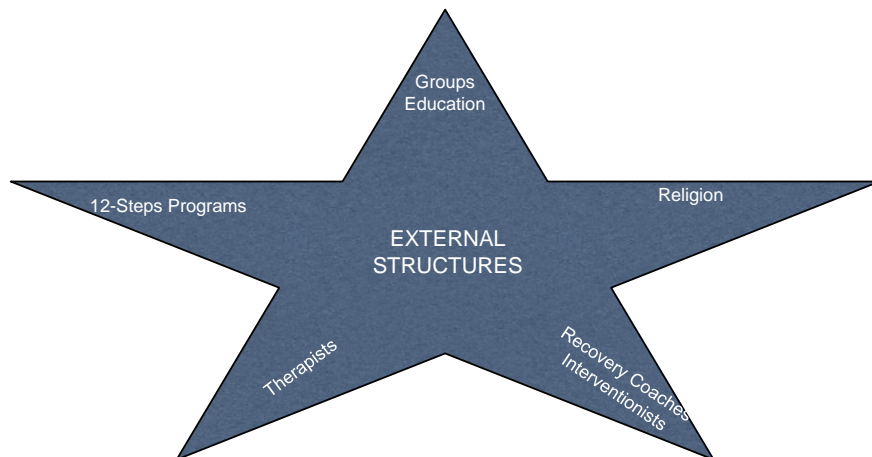 Groups
Education
12-Steps Programs
Religion
EXTERNAL
STRUCTURES
Therapists
Recovery Coaches
Interventionists